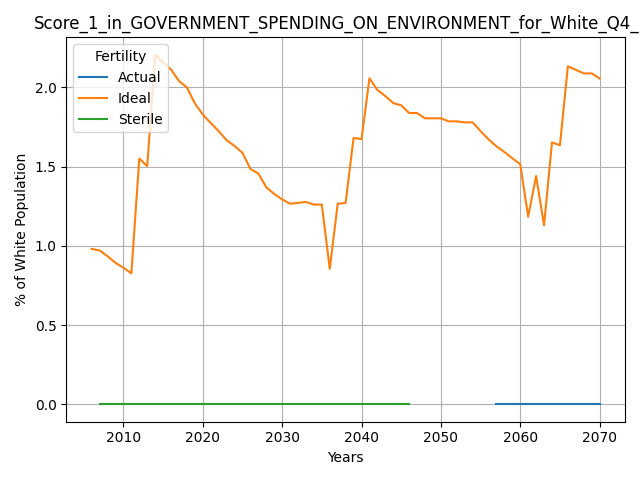 Score_1_in_GOVERNMENT_SPENDING_ON_ENVIRONMENT_for_White_Q4_
Fertility
Actual
Ideal
Sterile
% of White Population
2.0
1.5
1.0
0.5
0.0
2010 2020 2030 2040 2050 2060 2070
Years